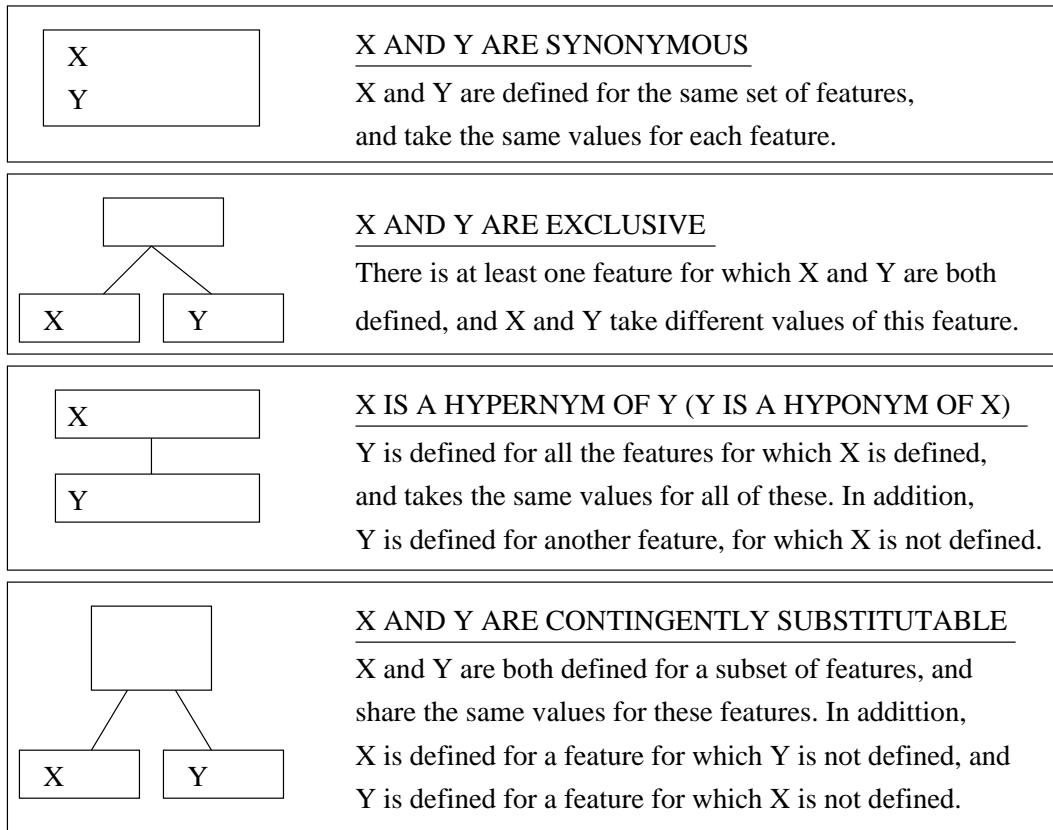 X
Y
X AND Y ARE SYNONYMOUS
X and Y are defined for the same set of features,
and take the same values for each feature.
X
Y
X AND Y ARE EXCLUSIVE
There is at least one feature for which X and Y are both
defined, and X and Y take different values of this feature.
X
Y
X IS A HYPERNYM OF Y (Y IS A HYPONYM OF X)
Y is defined for all the features for which X is defined,
and takes the same values for all of these. In addition,
Y is defined for another feature, for which X is not defined.
X
Y
X AND Y ARE CONTINGENTLY SUBSTITUTABLE
X and Y are both defined for a subset of features, and
share the same values for these features. In addittion,
X is defined for a feature for which Y is not defined, and
Y is defined for a feature for which X is not defined.